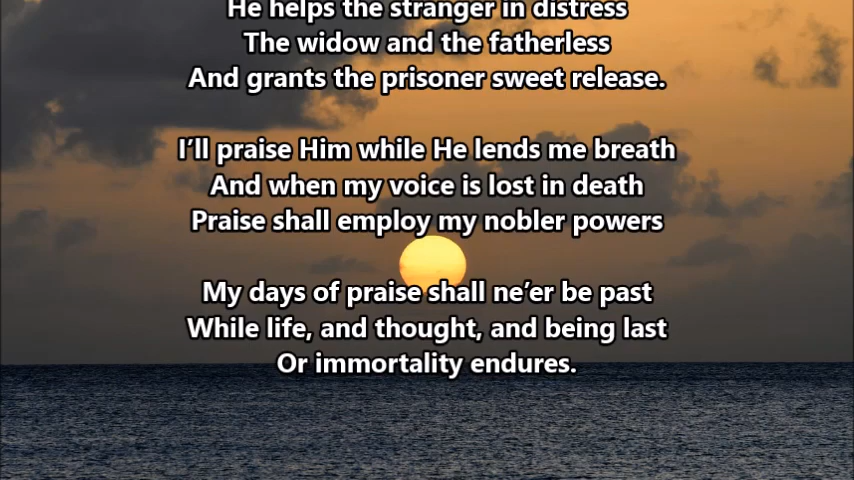 He helps the stranger in distress
The widow and the fatherless
And grants the prisoner sweet release.
I’ll praise Him while He lends me breath
And when my voice is lost in death
Praise shall employ my nobler powers
My days of praise shall ne’er be past
While life, and thought, and being last
Or immortality endures.